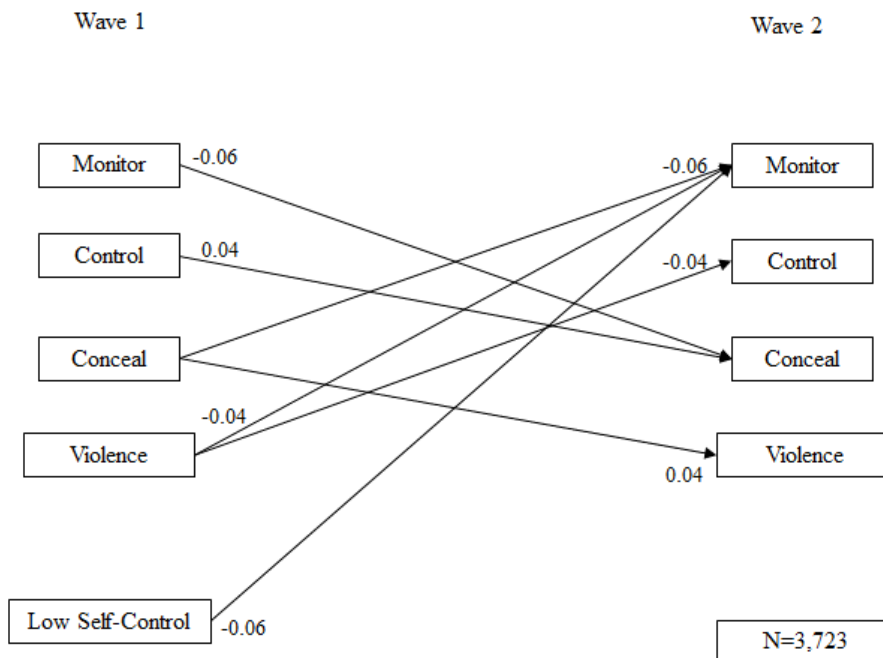 Wave 1
Wave 2
Monitor
-0.06
-0.06
Monitor
Control
0.04
-0.04
Control
Conceal
Conceal
-0.04
Violence
Violence
0.04
Low Self-Control
-0.06
N=3,723